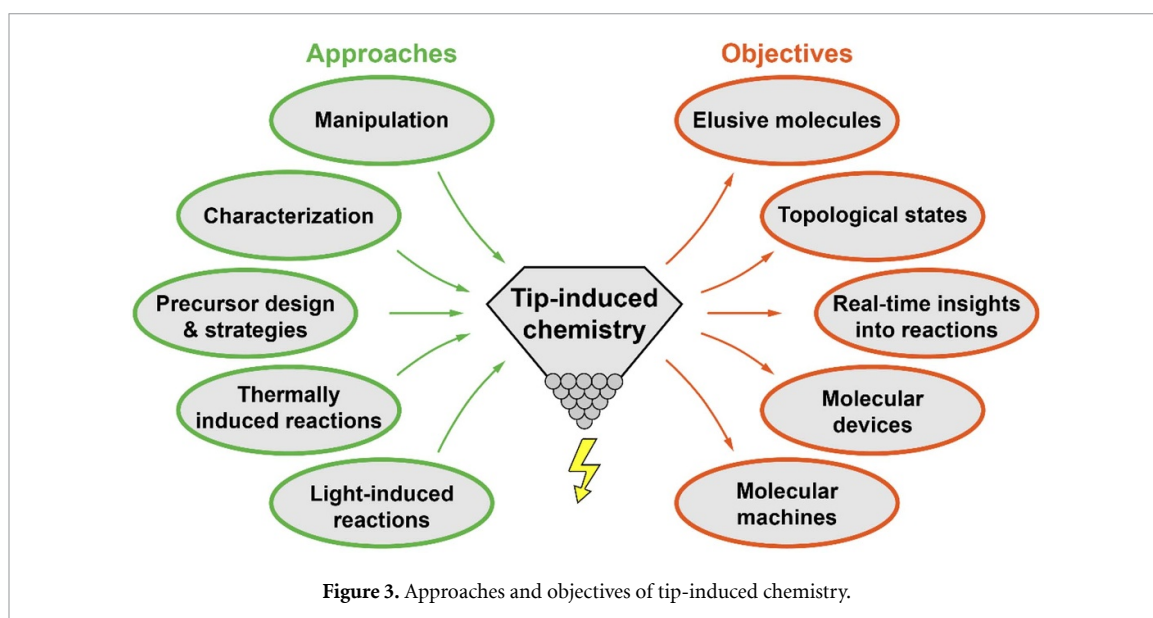 Approaches
Manipulation
Characterization
Precursor design
& strategies
Thermally
induced reactions
Light-induced
reactions
Tip-induced
chemistry
Objectives
Elusive molecules
Topological states
Real-time insights
into reactions
Molecular
devices
Molecular
machines
Figure 3. Approaches and objectives of tip-induced chemistry.